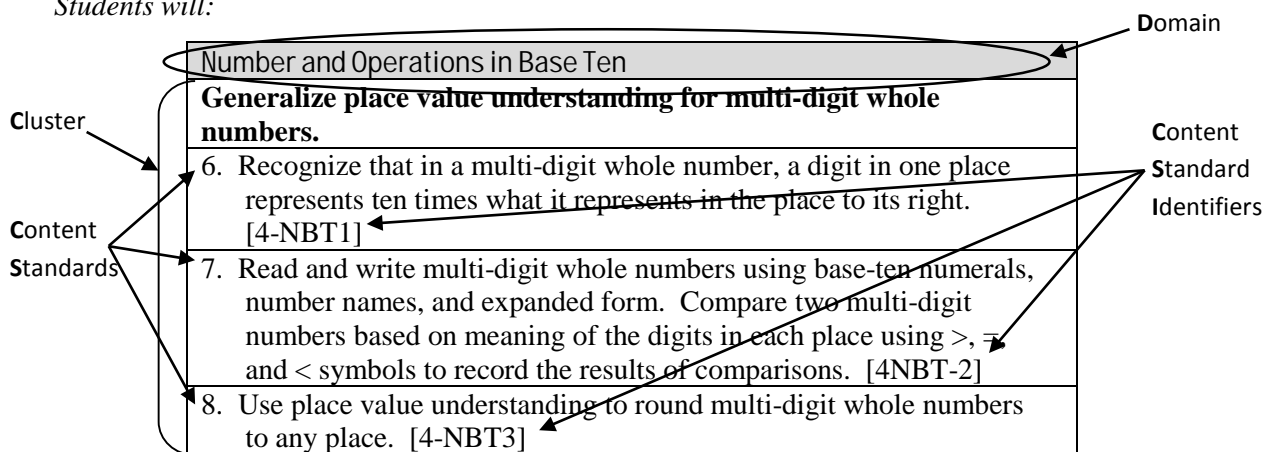 Students will:
Domain
Number and Operations in Base Ten
Generalize place value understanding for multi-digit whole
numbers.
Cluster
Content
Standard
Identifiers
6. Recognize that in a multi-digit whole number, a digit in one place
represents ten times what it represents in the place to its right.
[4-NBT1]
Content
Standards
7. Read and write multi-digit whole numbers using base-ten numerals,
number names, and expanded form. Compare two multi-digit
numbers based on meaning of the digits in each place using >, =,
and < symbols to record the results of comparisons. [4NBT-2]
8. Use place value understanding to round multi-digit whole numbers
to any place. [4-NBT3]